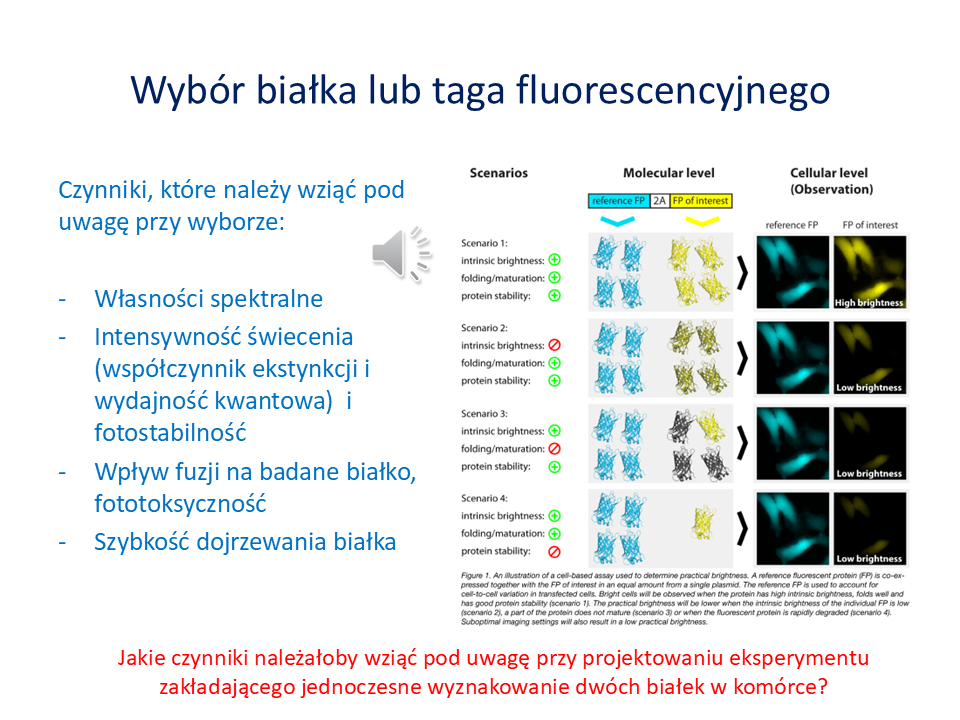 Wybór białka lub taga fluorescencyjnego
Czynniki, które należy wziąć pod
uwagę przy wyborze:
- Własności spektralne
- Intensywność świecenia
(współczynnik ekstynkcji i
wydajność kwantowa) i
fotostabilność
- Wpływ fuzji na badane białko,
fototoksyczność
- Szybkość dojrzewania białka
Scenarios
Molecular level
Cellular level
(Observation)
reference FP 2A FP of interest
reference FP FP of interest
Scenario 1:
intrinsic brightness:
folding/maturation:
protein stability:
High brightness
Scenario 2:
intrinsic brightness:
folding/maturation:
protein stability:
Low brightness
Scenario 3:
intrinsic brightness:
folding/maturation:
protein stability:
Low brightness
Scenario 4:
intrinsic brightness:
folding/maturation:
protein stability:
Low brightness
Figure 1. An illustration of a cell-based assay used to determine practical brightness. A reference fluorescent protein (FP) is co-ex-
pressed together with the FP of interest in an equal amount from a single plasmid. The reference FP is used to account for
cell-to-cell variation in transfected cells. Bright cells will be observed when the protein has high intrinsic brightness, folds well and
has good protein stability (scenario 1). The practical brightness will be lower when the intrinsic brightness of the individual FP is low
(scenario 2), a part of the protein does not mature (scenario 3) or when the fluorescent protein is rapidly degraded (scenario 4).
Suboptimal imaging settings will also result in a low practical brightness.
Jakie czynniki należałoby wziąć pod uwagę przy projektowaniu eksperymentu
zakładającego jednoczesne wyznakowanie dwóch białek w komórce?